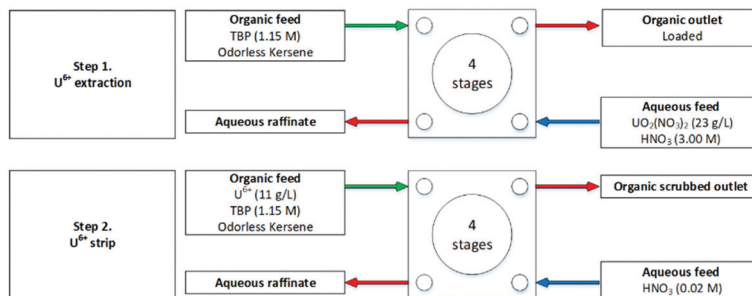 Step 1.
U⁶⁺ extraction
Organic feed
TBP (1.15 M)
Odorless Kersene
Aqueous raffinate
4
stages
Organic outlet
Loaded
Aqueous feed
UO₂(NO₃)₂ (23 g/L)
HNO₃ (3.00 M)
Step 2.
U⁶⁺ strip
Organic feed
U⁶⁺ (11 g/L)
TBP (1.15 M)
Odorless Kersene
Aqueous raffinate
4
stages
Organic scrubbed outlet
Aqueous feed
HNO₃ (0.02 M)